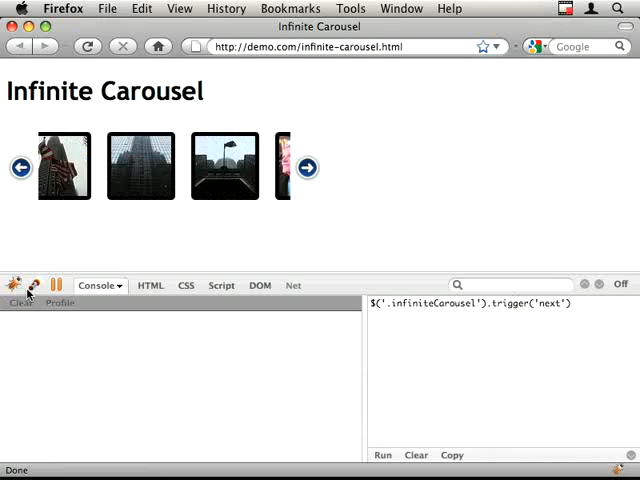 Firefox File Edit View History Bookmarks Tools Window Help
Infinite Carousel
http://demo.com/infinite-carousel.html
Google
Infinite Carousel
Console HTML CSS Script DOM Net Off
Clear Profile
$('.infiniteCarousel').trigger('next')
Run Clear Copy
Done